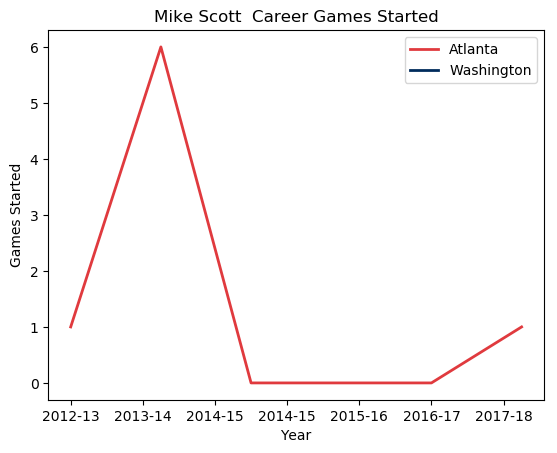 Mike Scott  Career Games Started
Atlanta
Washington
6
5
4
3
2
1
0
Games Started
2012-13
2013-14
2014-15
2014-15
2015-16
2016-17
2017-18
Year